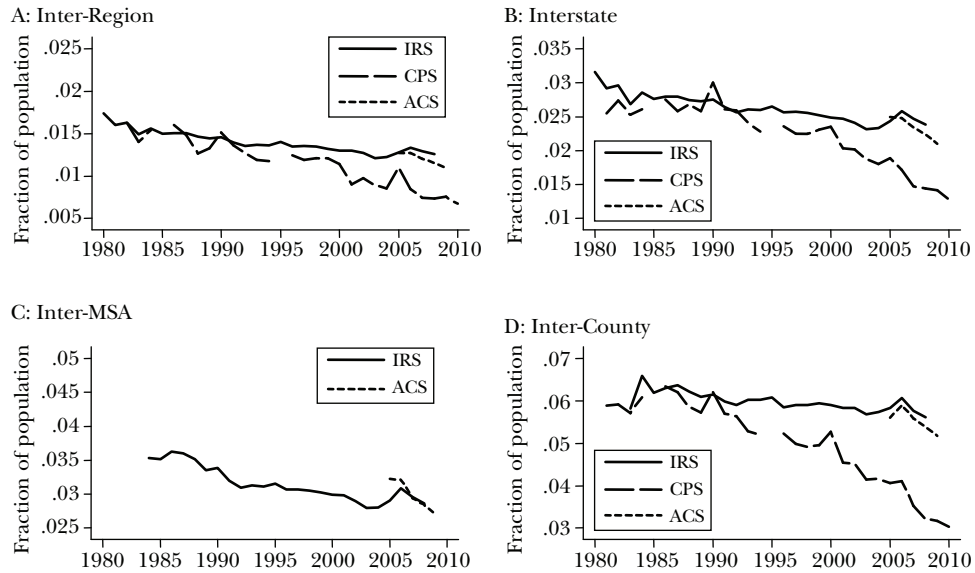 A: Inter-Region
Fraction of population
.025
.02
.015
.01
.005
1980 1985 1990 1995 2000 2005 2010
IRS
CPS
ACS
B: Interstate
Fraction of population
.035
.03
.025
.02
.015
.01
1980 1985 1990 1995 2000 2005 2010
IRS
CPS
ACS
C: Inter-MSA
Fraction of population
.05
.045
.04
.035
.03
.025
1980 1985 1990 1995 2000 2005 2010
IRS
ACS
D: Inter-County
Fraction of population
.07
.06
.05
.04
.03
1980 1985 1990 1995 2000 2005 2010
IRS
CPS
ACS